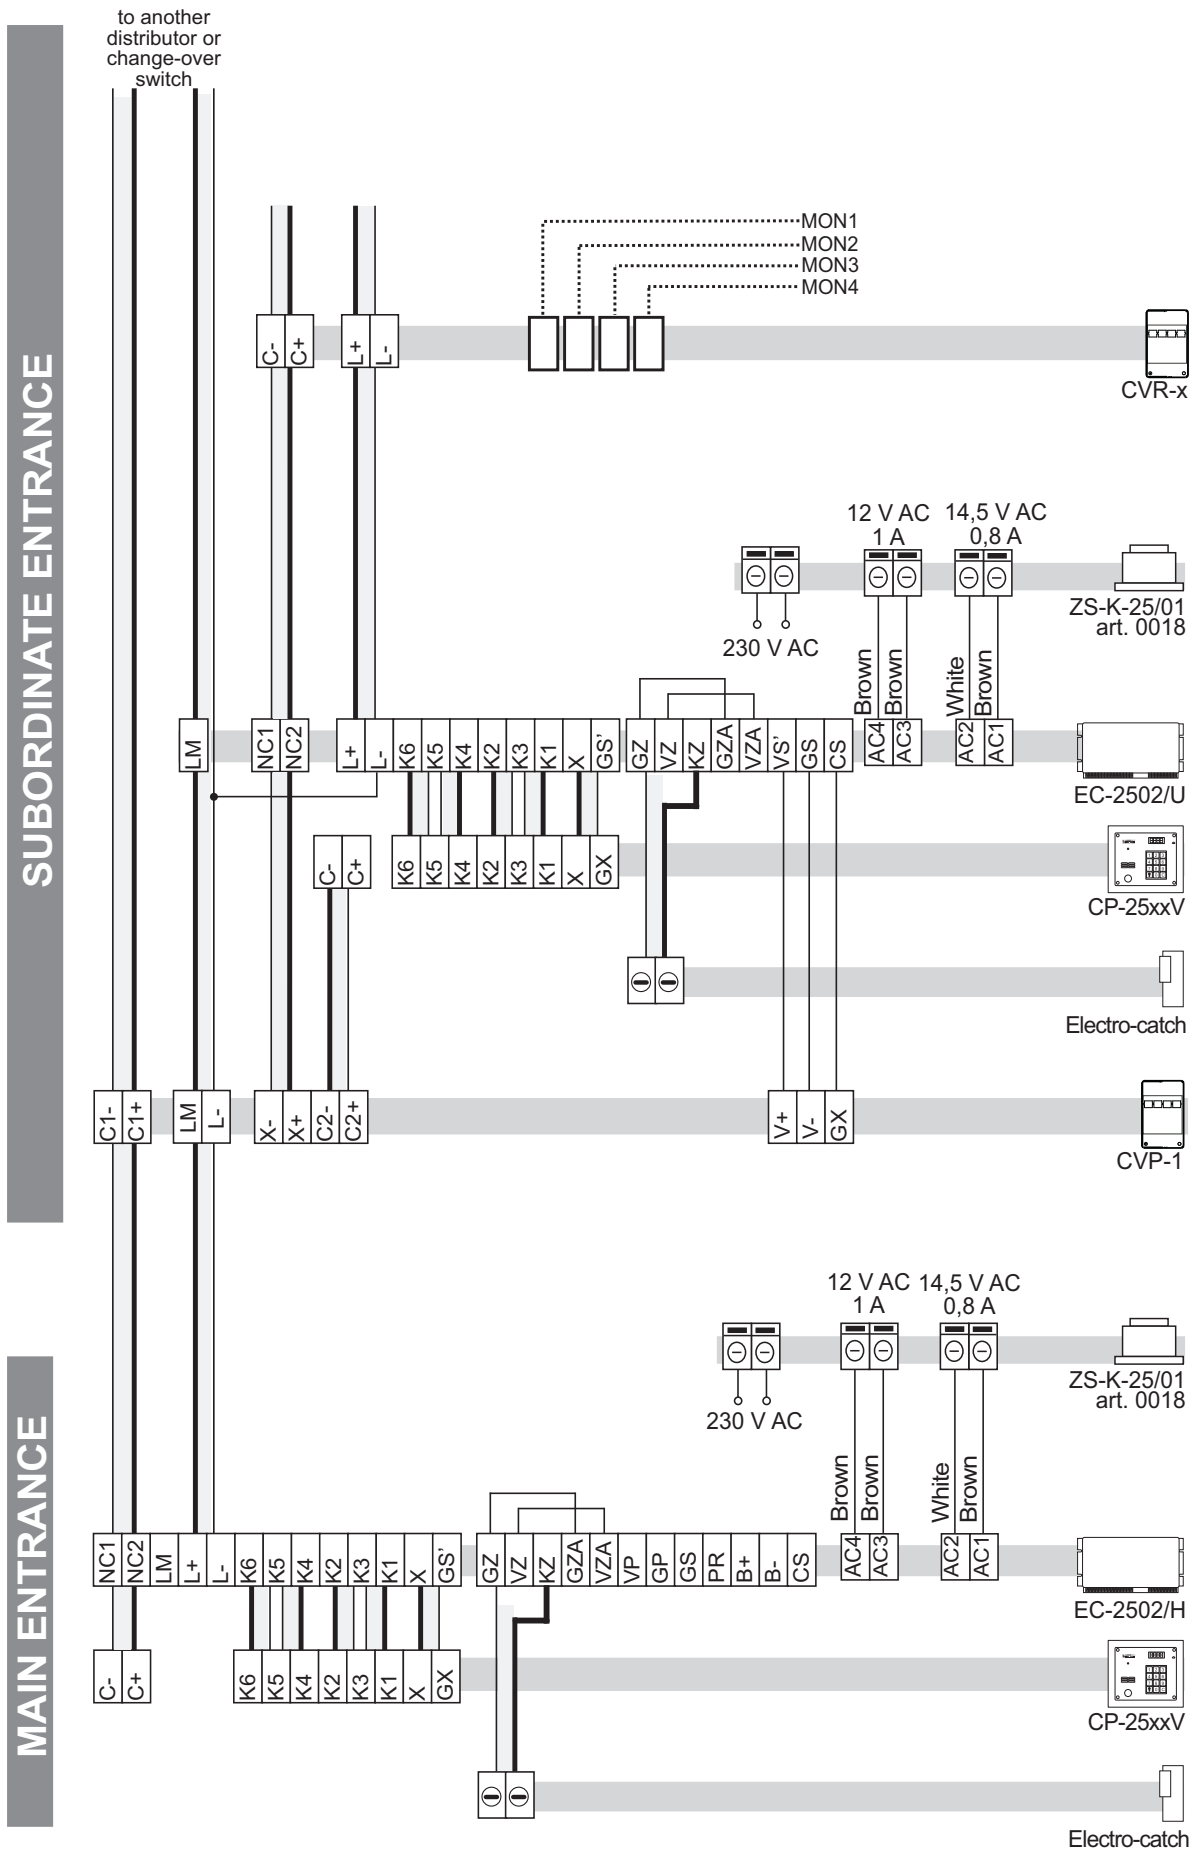 to another
distributor or
change-over
switch
SUBORDINATE ENTRANCE
MON1
MON2
MON3
MON4
C- C+ L+ L-
CVR-x
12 V AC 14,5 V AC
1 A 0,8 A
ZS-K-25/01
art. 0018
230 V AC
Brown Brown White Brown
LM NC1 NC2 L+ L- K6 K5 K4 K2 K3 K1 X GS' GZ VZ KZ GZA VZA VS' GS CS AC4 AC3 AC2 AC1
EC-2502/U
C- C+ K6 K5 K4 K2 K3 K1 X GX
CP-25xxV
Electro-catch
C1- C1+ LM L- X- X+ C2- C2+ V+ V- GX
CVP-1
MAIN ENTRANCE
12 V AC 14,5 V AC
1 A 0,8 A
ZS-K-25/01
art. 0018
230 V AC
Brown Brown White Brown
NC1 NC2 LM L+ L- K6 K5 K4 K2 K3 K1 X GS' GZ VZ KZ GZA VZA VP GP GS PR B+ B- CS AC4 AC3 AC2 AC1
EC-2502/H
C- C+ K6 K5 K4 K2 K3 K1 X GX
CP-25xxV
Electro-catch